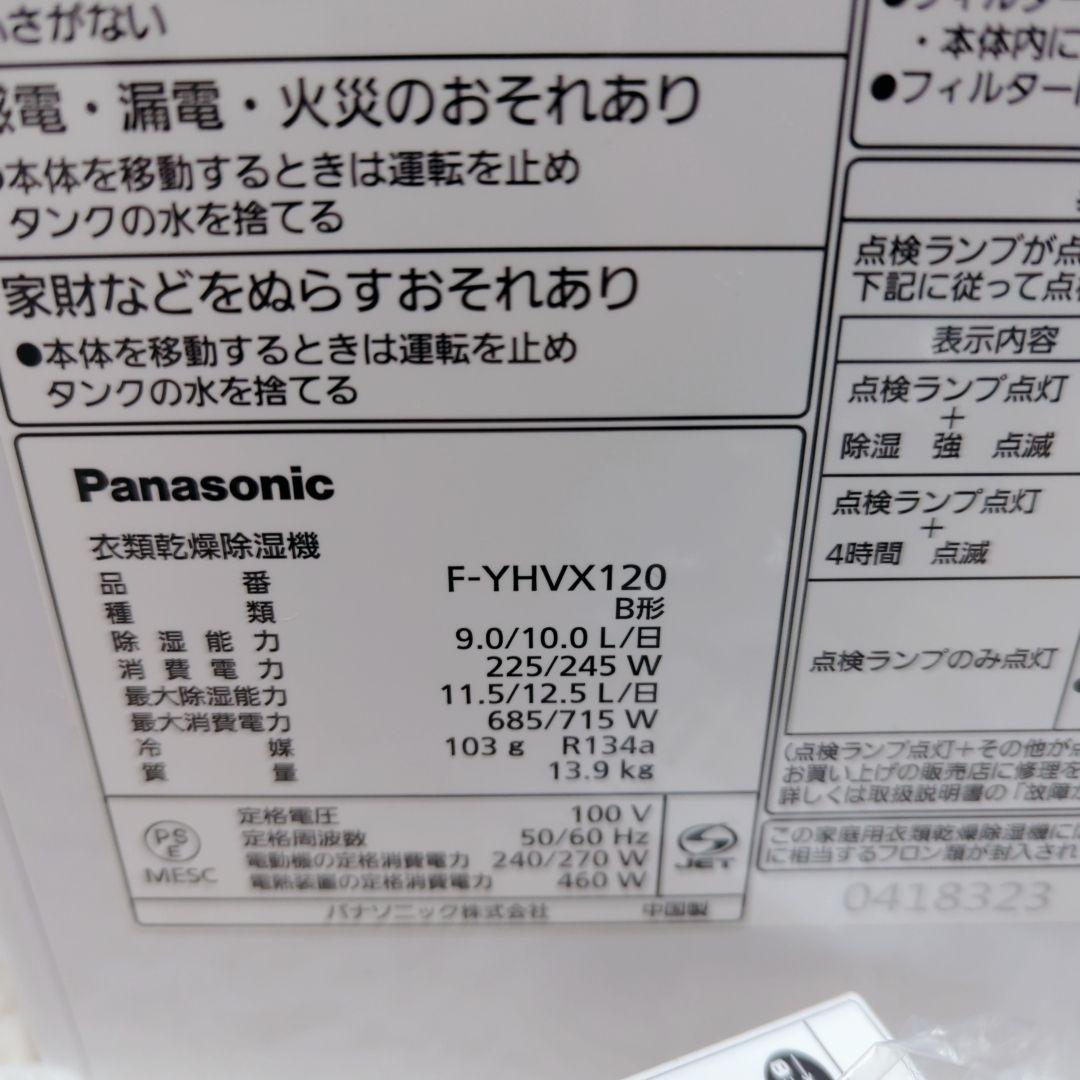 さがない
電・漏電・火災のおそれあり
●本体を移動するときは運転を止め
タンクの水を捨てる
家財などをぬらすおそれあり
●本体を移動するときは運転を止め
タンクの水を捨てる
Panasonic
衣類乾燥除湿機
品番 F-YHVX120
種類 B形
除湿能力 9.0/10.0 L/日
消費電力 225/245 W
最大除湿能力 11.5/12.5 L/日
最大消費電力 685/715 W
冷媒 103 g R134a
質量 13.9 kg
PSE
MESC
定格電圧 100 V
定格周波数 50/60 Hz
電動機の定格消費電力 240/270 W
電熱装置の定格消費電力 460 W
JET
パナソニック株式会社 中国製
●フィルター
・本体内に
●フィルター
点検ランプが点
下記に従って点
表示内容
点検ランプ点灯
+
除湿 強 点滅
点検ランプ点灯
+
4時間 点滅
点検ランプのみ点灯
(点検ランプ点灯+その他が点
お買い上げの販売店に修理を
詳しくは取扱説明書の「故障か
この家庭用衣類乾燥除湿機には
に相当するフロン類が封入され
0418323